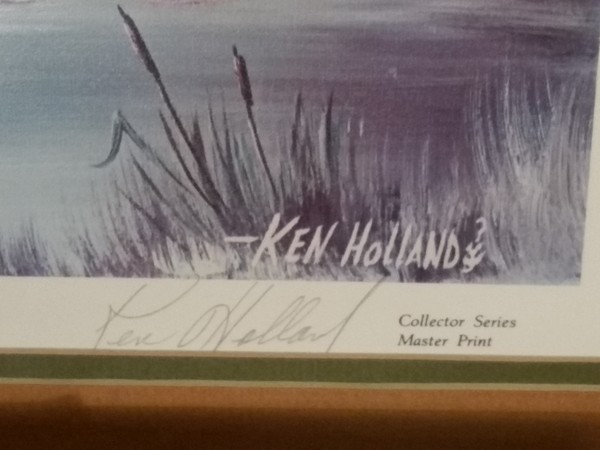 -KEN HOLLAND
Ken Holland
Collector Series
Master Print